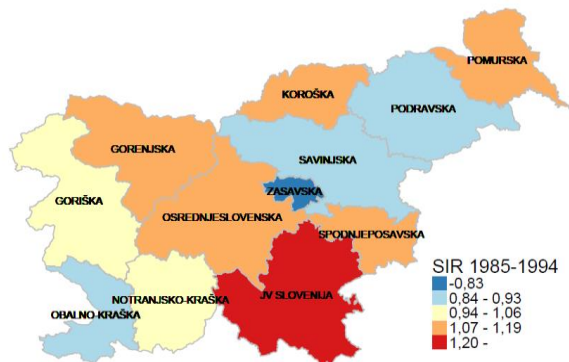 POMURSKA
KOROŠKA
PODRAVSKA
GORENJSKA
SAVINJSKA
ZASAVSKA
GORIŠKA
OSREDNJESLOVENSKA
SPODNJEPOSAVSKA
JV SLOVENIJA
NOTRANJSKO-KRAŠKA
OBALNO-KRAŠKA
SIR 1985-1994
-0,83
0,84 - 0,93
0,94 - 1,06
1,07 - 1,19
1,20 -